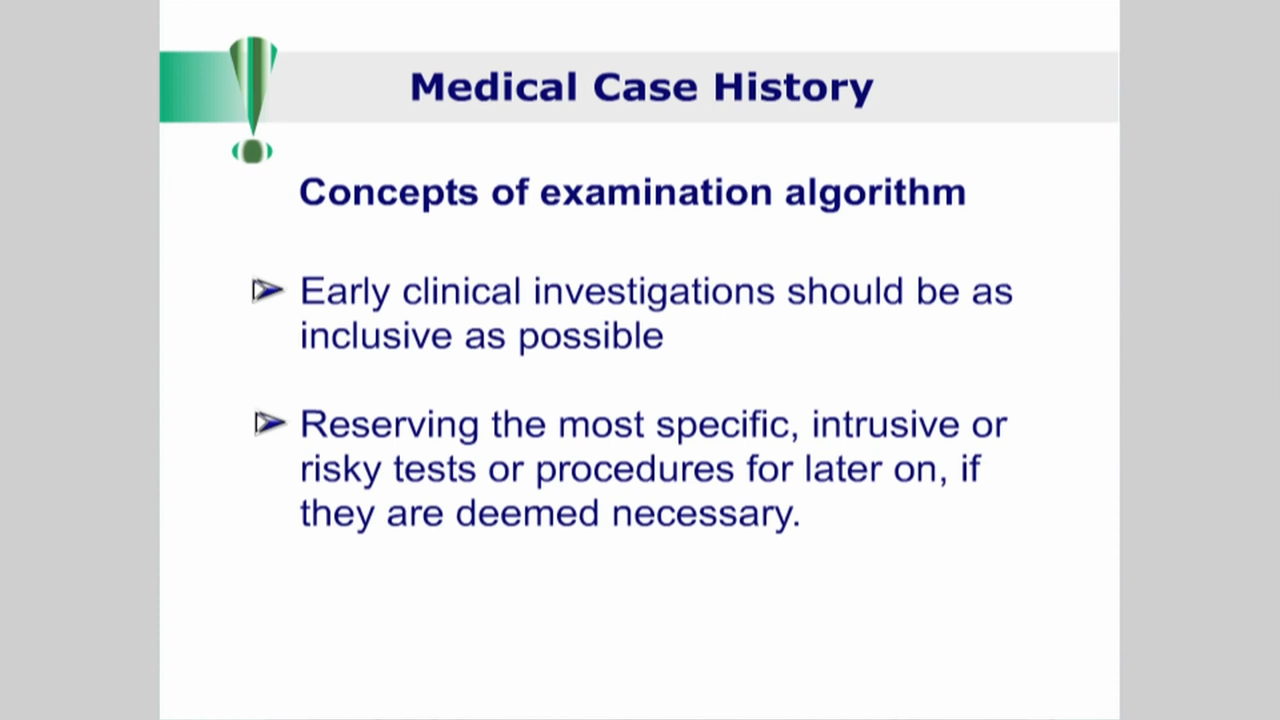 Medical Case History
Concepts of examination algorithm
Early clinical investigations should be as
inclusive as possible
Reserving the most specific, intrusive or
risky tests or procedures for later on, if
they are deemed necessary.